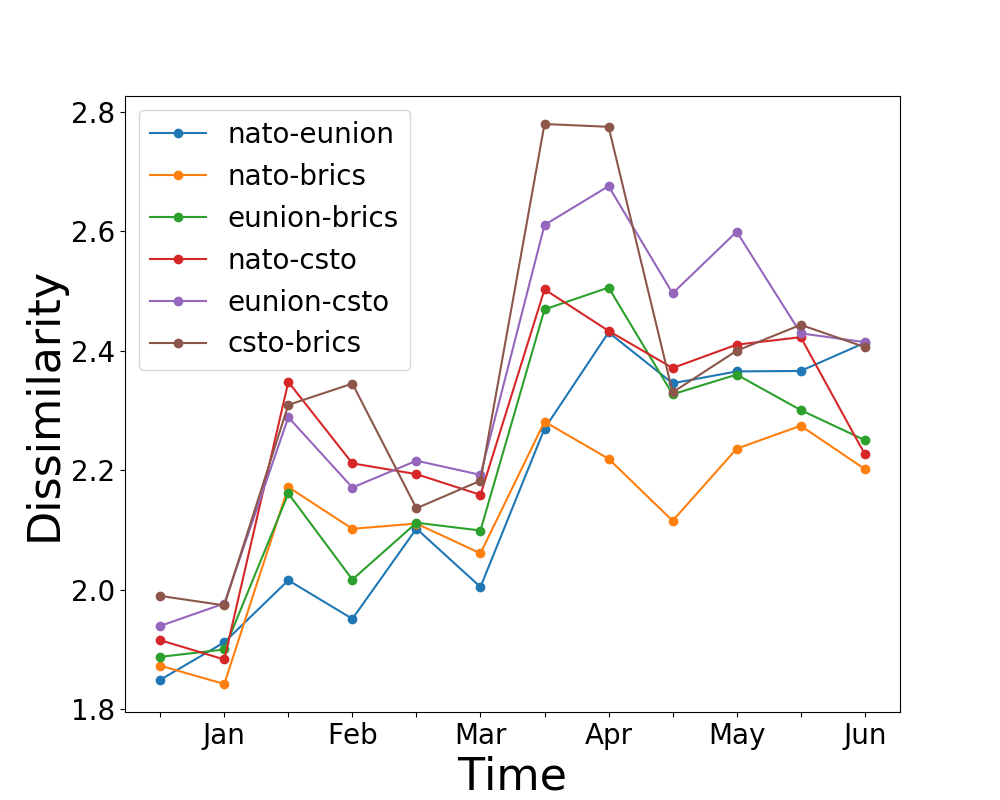 2.8
2.6
2.4
2.2
2.0
1.8
Dissimilarity
nato-eunion
nato-brics
eunion-brics
nato-csto
eunion-csto
csto-brics
Jan Feb Mar Apr May Jun
Time